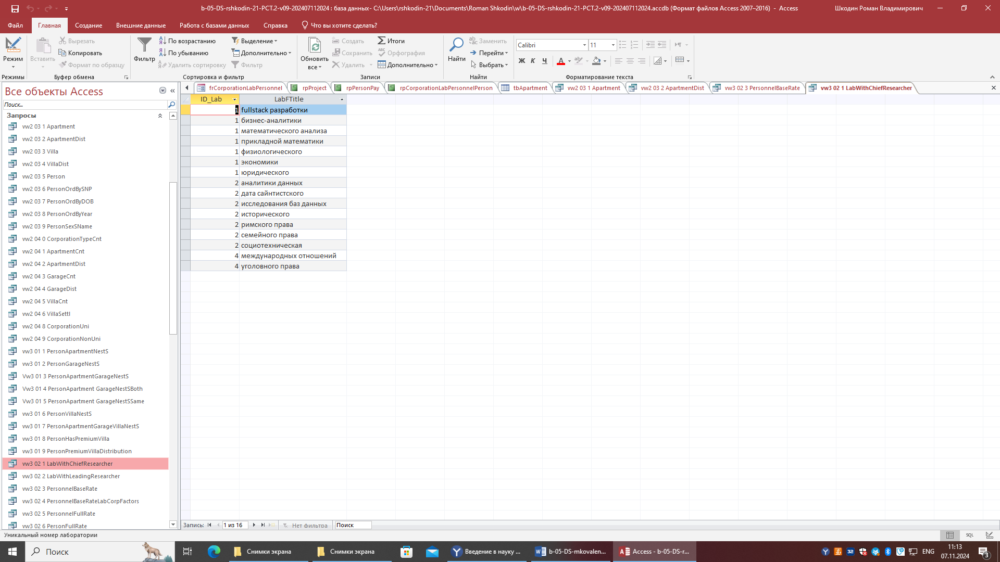 b-05-DS-rshkodin-21-PCT.2-v09-202407112024 : база данных- C:\Users\rshkodin-21\Documents\Roman Shkodin\w\b-05-DS-rshkodin-21-PCT.2-v09-202407112024.accdb (Формат файлов Access 2007–2016) - Access
Шкодин Роман Владимирович
Файл Главная Создание Внешние данные Работа с базами данных Справка Что вы хотите сделать?
Режим
Режимы
Вставить
Вырезать
Копировать
Формат по образцу
Буфер обмена
Фильтр
По возрастанию
По убыванию
Удалить сортировку
Выделение
Дополнительно
Фильтр
Сортировка и фильтр
Обновить
все
Создать
Сохранить
Удалить
Итоги
Орфография
Дополнительно
Записи
Найти
Заменить
Перейти
Выбрать
Найти
Calibri 11
Ж К Ч
Форматирование текста
Все объекты Access
Поиск...
Запросы
vw2 03 1 Apartment
vw2 03 2 ApartmentDist
vw2 03 3 Villa
vw2 03 4 VillaDist
vw2 03 5 Person
vw2 03 6 PersonOrdBySNP
vw2 03 7 PersonOrdByDOB
vw2 03 8 PersonOrdByYear
vw2 03 9 PersonSexSName
vw2 04 0 CorporationTypeCnt
vw2 04 1 ApartmentCnt
vw2 04 2 ApartmentDist
vw2 04 3 GarageCnt
vw2 04 4 GarageDist
vw2 04 5 VillaCnt
vw2 04 6 VillaSettl
vw2 04 8 CorporationUni
vw2 04 9 CorporationNonUni
vw3 01 1 PersonApartmentNestS
vw3 01 2 PersonGarageNestS
Vw3 01 3 PersonApartmentGarageNestS
Vw3 01 4 PersonApartment GarageNestSBoth
Vw3 01 5 PersonApartment GarageNestSSame
vw3 01 6 PersonVillaNestS
vw3 01 7 PersonApartmentGarageVillaNestS
vw3 01 8 PersonHasPremiumVilla
vw3 01 9 PersonPremiumVillaDistribution
vw3 02 1 LabWithChiefResearcher
vw3 02 2 LabWithLeadingResearcher
vw3 02 3 PersonnelBaseRate
vw3 02 4 PersonnelBaseRateLabCorpFactors
vw3 02 5 PersonnelFullRate
vw3 02 6 PersonFullRate
frCorporationLabPersonnel rpProject rpPersonPay rpCorporationLabPersonnelPerson tbApartment vw2 03 1 Apartment vw2 03 2 ApartmentDist vw3 02 3 PersonnelBaseRate vw3 02 1 LabWithChiefResearcher
ID_Lab LabFTitle
1 fullstack разработки
1 бизнес-аналитики
1 математического анализа
1 прикладной математики
1 физиологического
1 экономики
1 юридического
2 аналитики данных
2 дата сайнтистского
2 исследования баз данных
2 исторического
2 римского права
2 семейного права
2 социотехническая
4 международных отношений
4 уголовного права
Запись: 1 из 16 Нет фильтра Поиск
Уникальный номер лаборатории
SQL
Поиск
Снимки экрана
Снимки экрана
Введение в науку ...
b-05-DS-mkovalen...
Access - b-05-DS-r...
ENG
11:13
07.11.2024
3